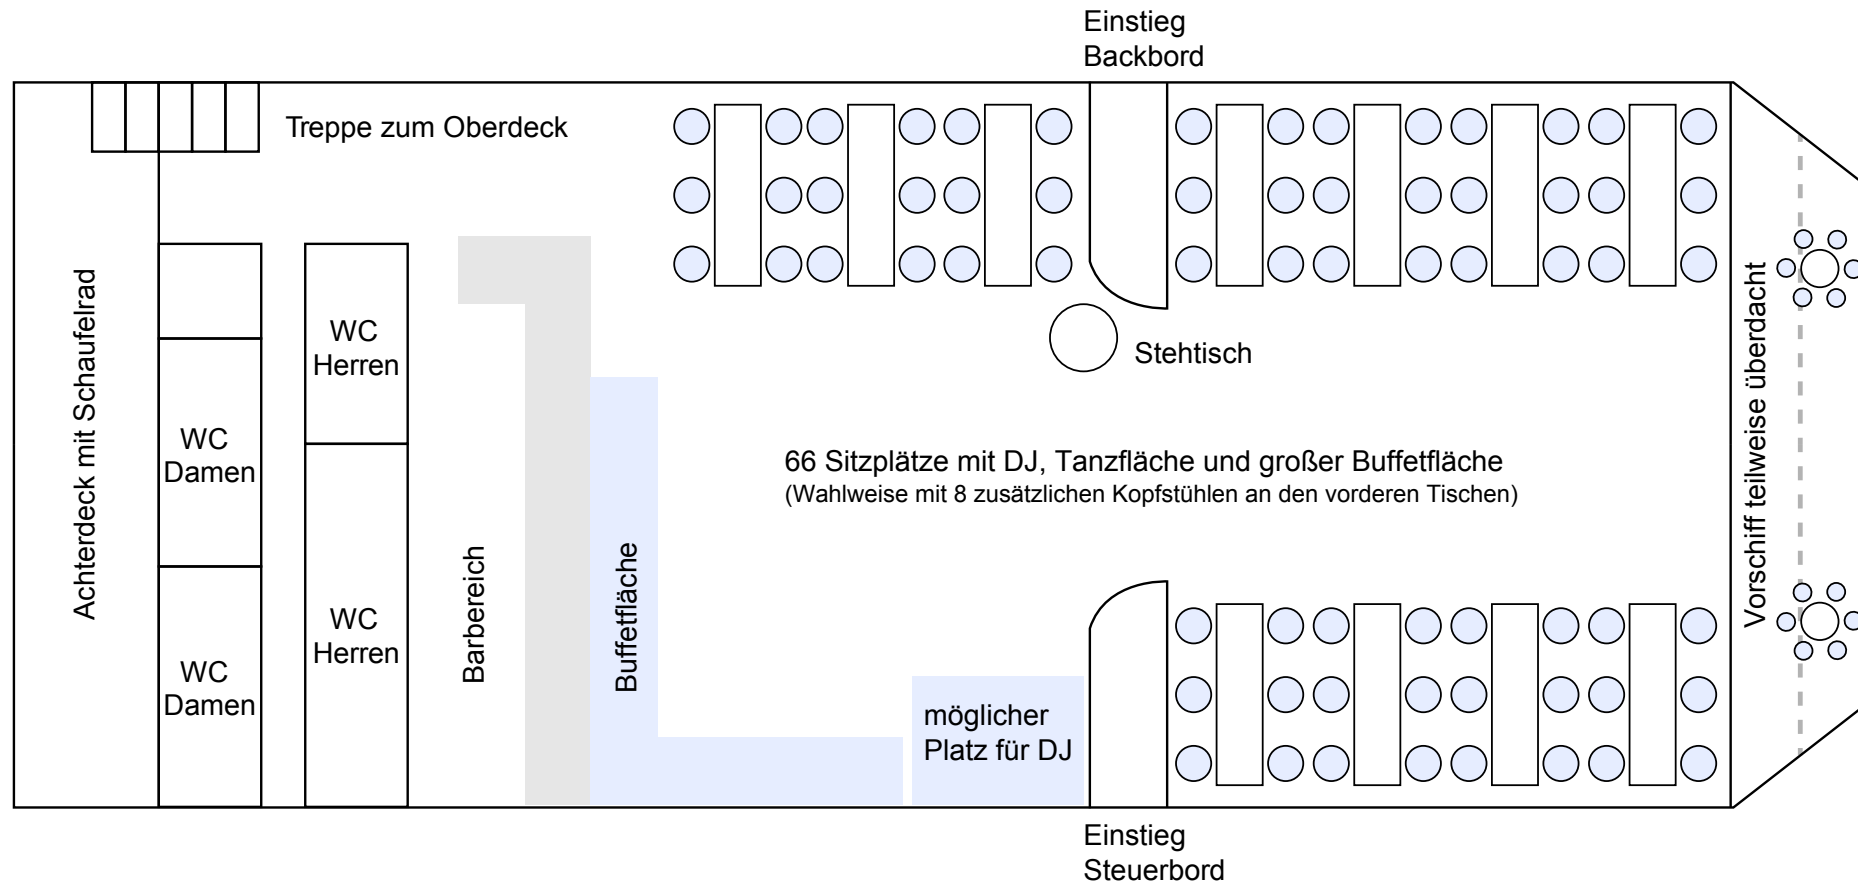 Einstieg
Backbord
Treppe zum Oberdeck
Achterdeck mit Schaufelrad
WC
Herren
WC
Damen
WC
Herren
WC
Damen
Barbereich
Buffetfläche
Stehtisch
66 Sitzplätze mit DJ, Tanzfläche und großer Buffetfläche
(Wahlweise mit 8 zusätzlichen Kopfstühlen an den vorderen Tischen)
möglicher
Platz für DJ
Vorschiff teilweise überdacht
Einstieg
Steuerbord